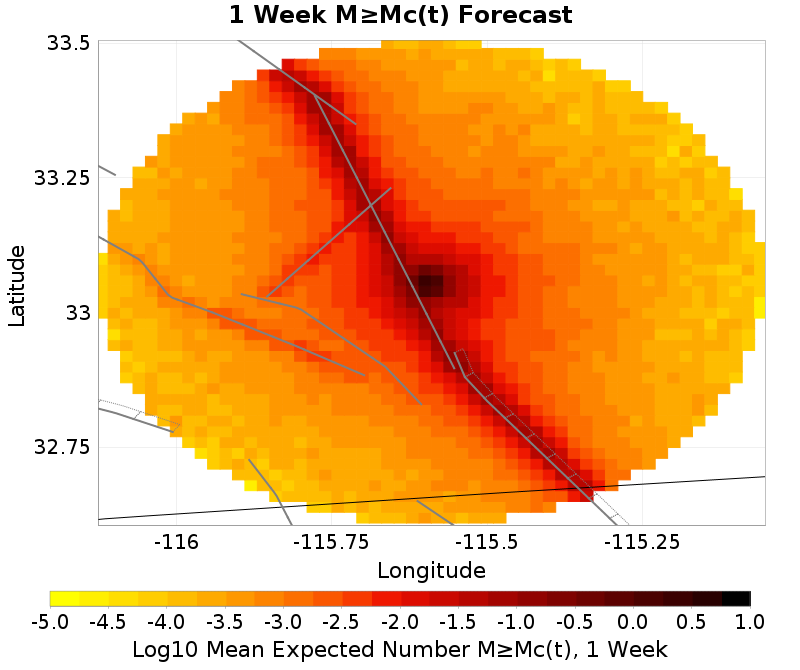 1 Week M≥Mc(t) Forecast
33.5
33.25
33
32.75
Latitude
-116
-115.75
-115.5
-115.25
Longitude
-5.0 -4.5 -4.0 -3.5 -3.0 -2.5 -2.0 -1.5 -1.0 -0.5 0.0 0.5 1.0
Log10 Mean Expected Number M≥Mc(t), 1 Week